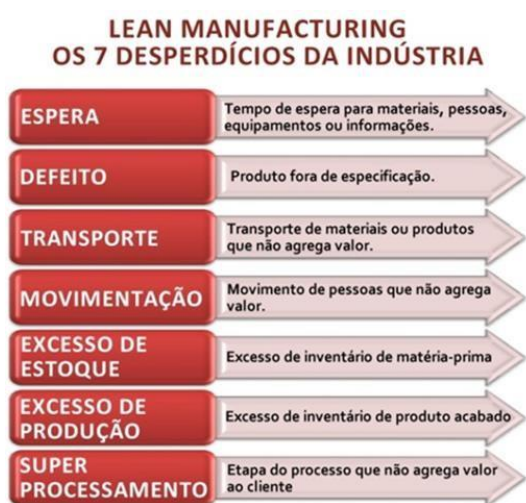 LEAN MANUFACTURING
OS 7 DESPERDÍCIOS DA INDÚSTRIA
ESPERA
Tempo de espera para materiais, pessoas,
equipamentos ou informações.
DEFEITO
Produto fora de especificação.
TRANSPORTE
Transporte de materiais ou produtos
que não agrega valor.
MOVIMENTAÇÃO
Movimento de pessoas que não agrega
valor.
EXCESSO DE
ESTOQUE
Excesso de inventário de matéria-prima
EXCESSO DE
PRODUÇÃO
Excesso de inventário de produto acabado
SUPER
PROCESSAMENTO
Etapa do processo que não agrega valor
ao cliente